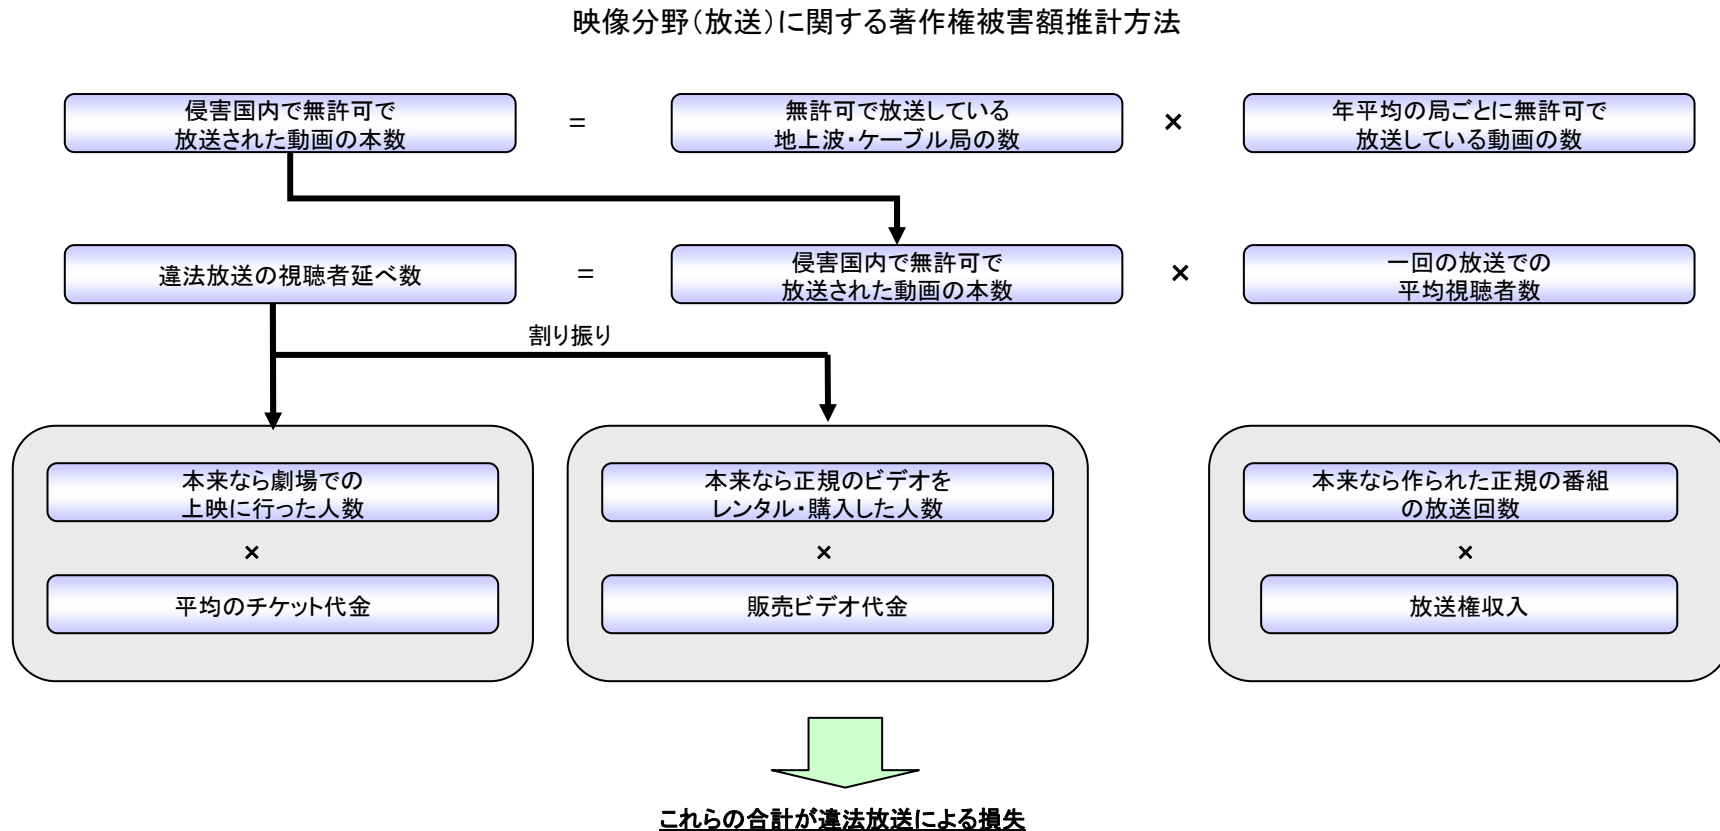 映像分野（放送）に関する著作権被害額推計方法
侵害国内で無許可で
放送された動画の本数
＝
無許可で放送している
地上波・ケーブル局の数
×
年平均の局ごとに無許可で
放送している動画の数
違法放送の視聴者延べ数
＝
侵害国内で無許可で
放送された動画の本数
×
一回の放送での
平均視聴者数
割り振り
本来なら劇場での
上映に行った人数
×
平均のチケット代金
本来なら正規のビデオを
レンタル・購入した人数
×
販売ビデオ代金
本来なら作られた正規の番組
の放送回数
×
放送権収入
これらの合計が違法放送による損失